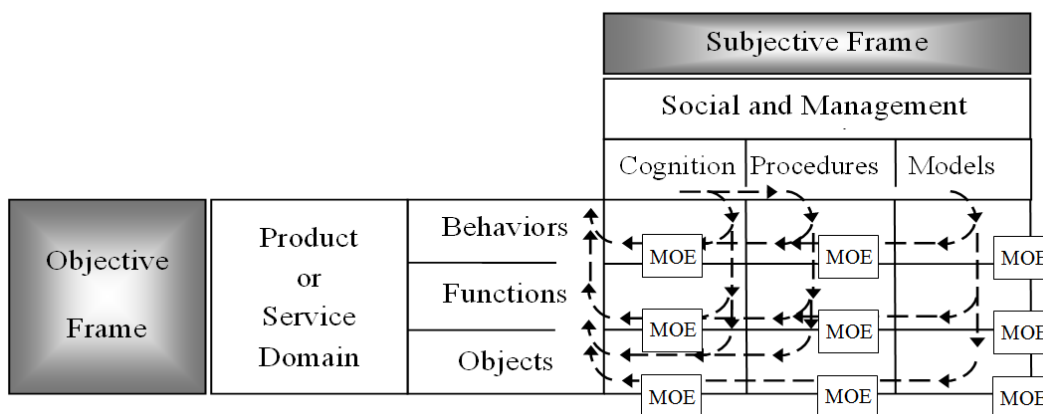 Subjective Frame
Social and Management
Cognition Procedures Models
Objective
Frame
Product
or
Service
Domain
Behaviors
Functions
Objects
MOE MOE MOE
MOE MOE MOE
MOE MOE MOE